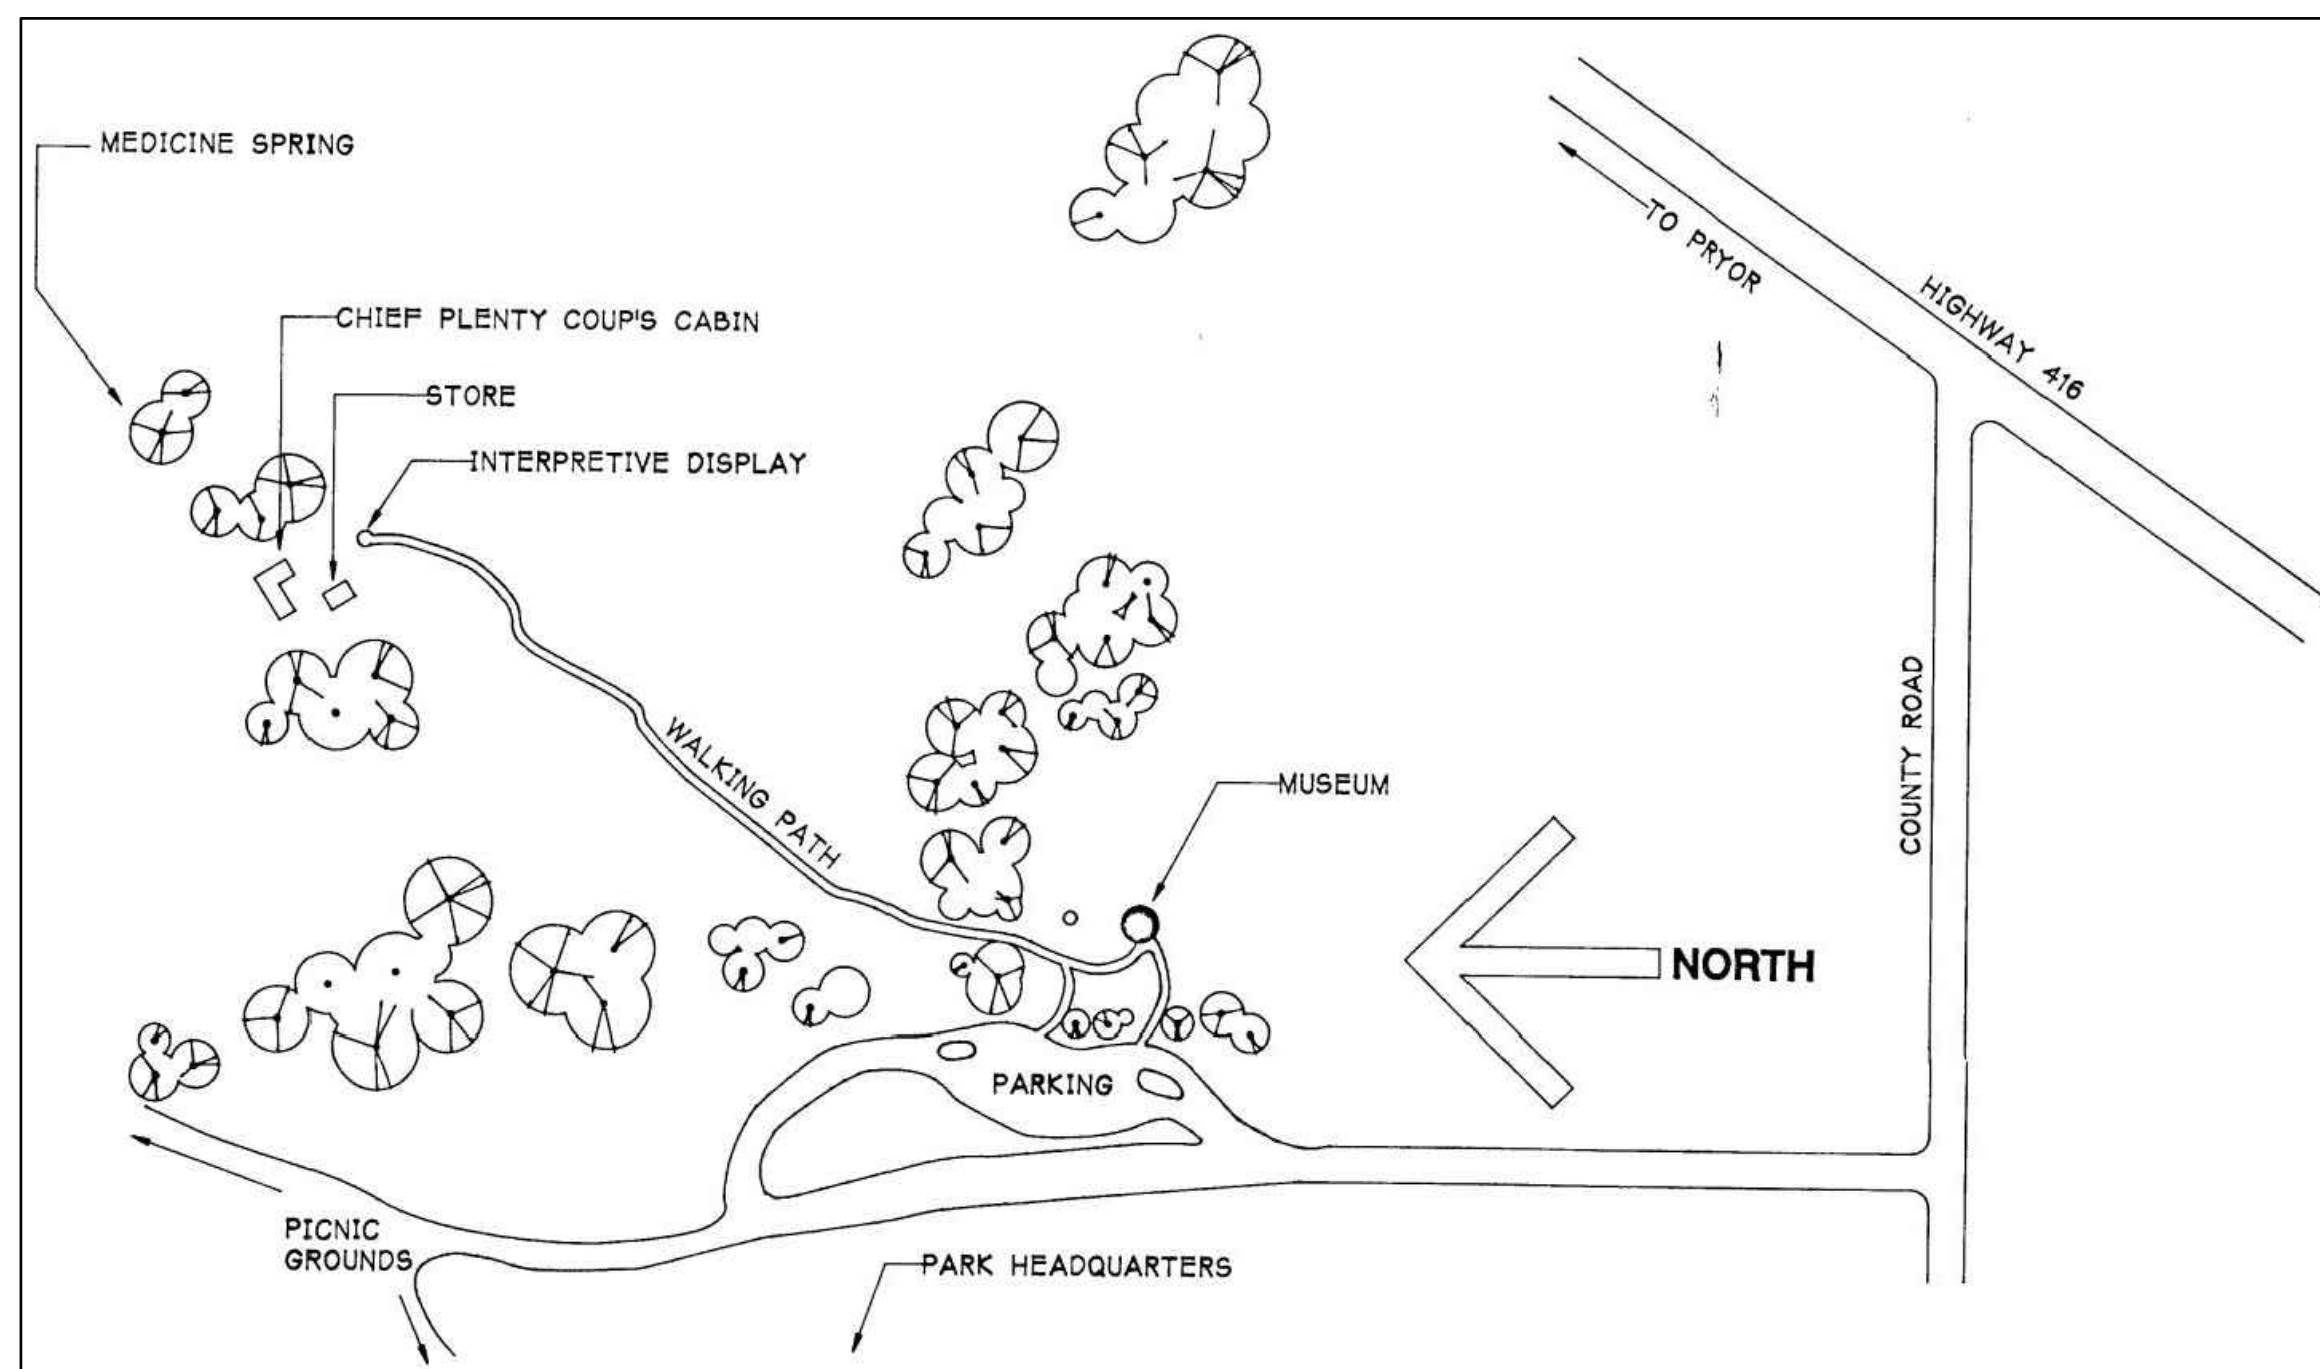 MEDICINE SPRING
CHIEF PLENTY COUP'S CABIN
STORE
INTERPRETIVE DISPLAY
TO PRYOR
HIGHWAY 416
WALKING PATH
MUSEUM
COUNTY ROAD
NORTH
PARKING
PICNIC
GROUNDS
PARK HEADQUARTERS